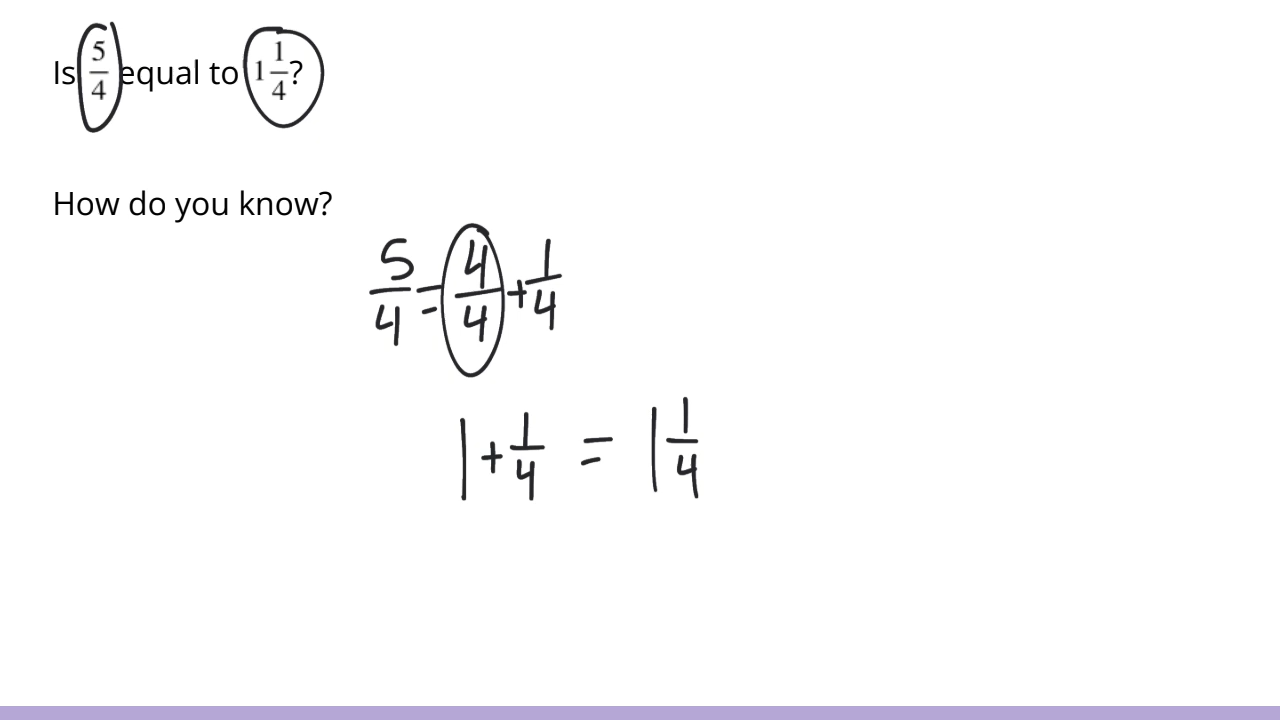 Is 5/4 equal to 1 1/4?
How do you know?
5/4 = 4/4 + 1/4
1 + 1/4 = 1 1/4